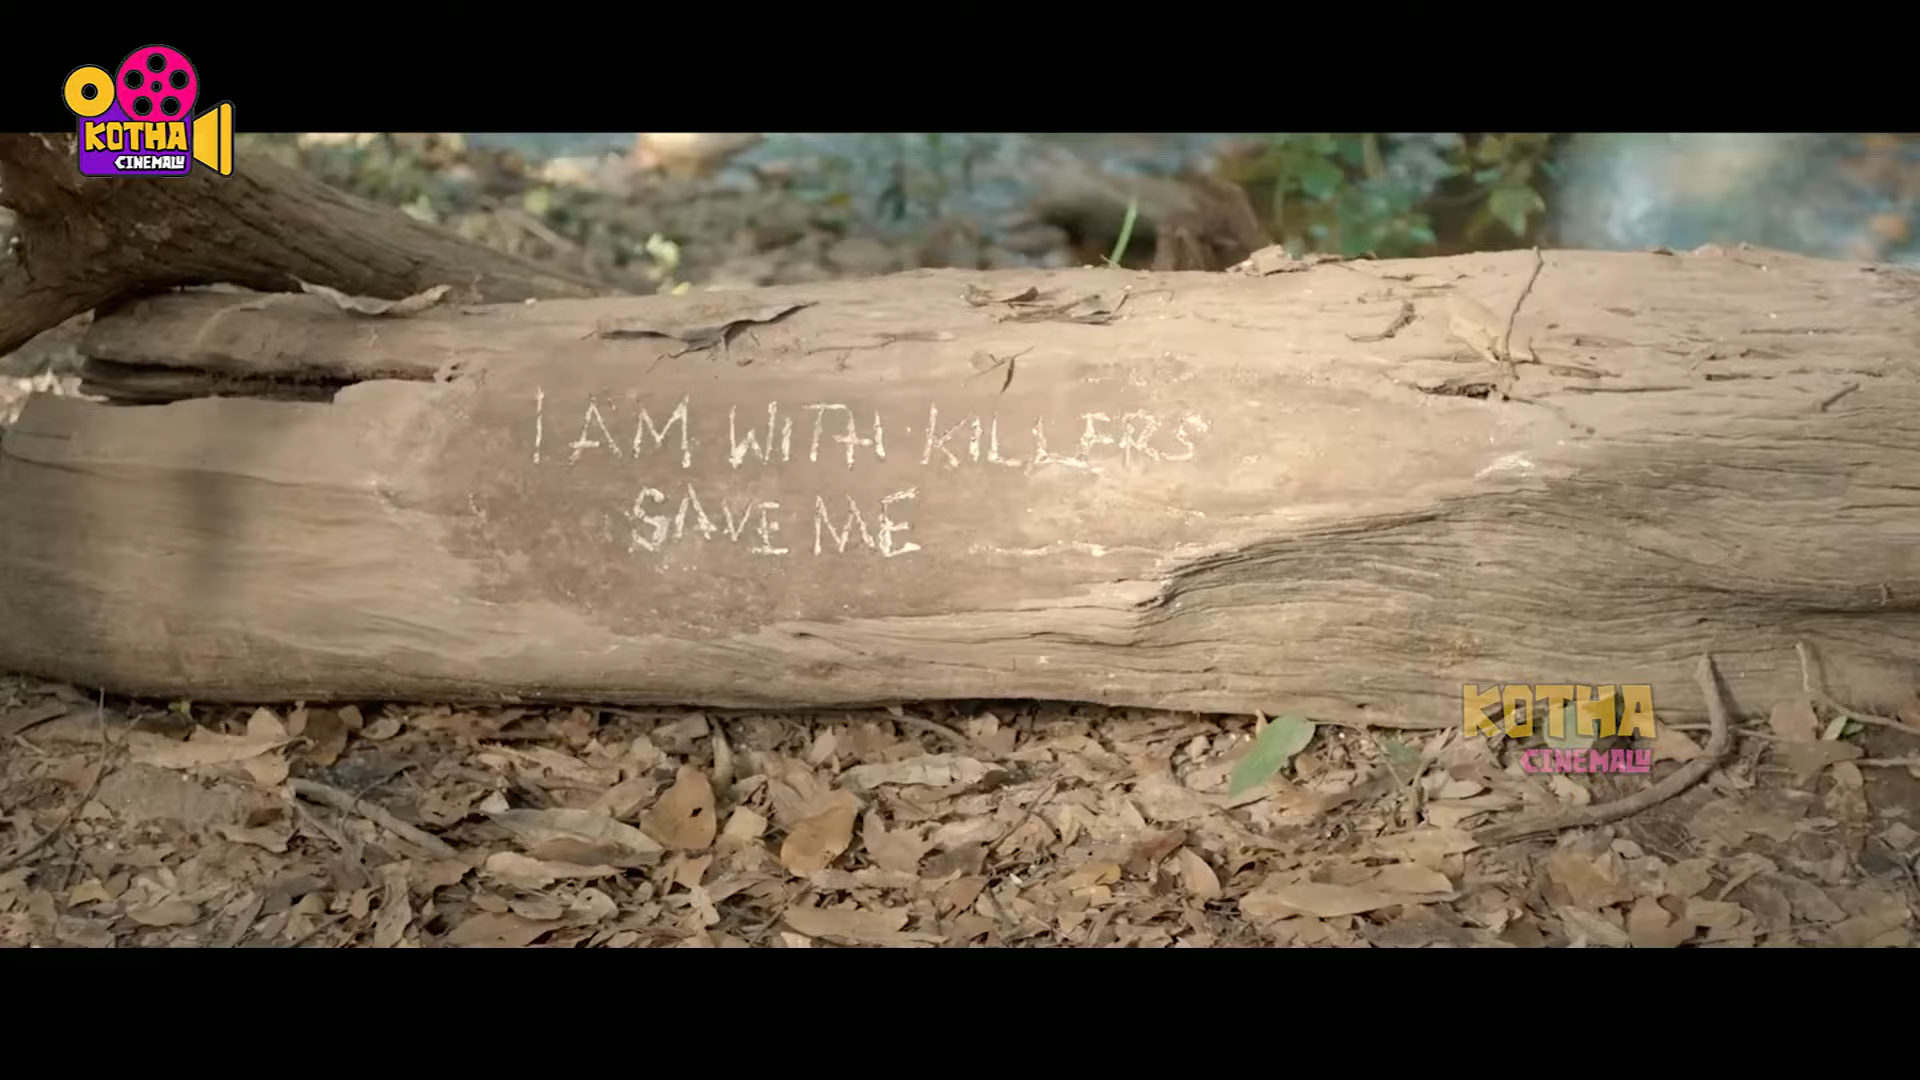 KOTHA
CINEMALU
I AM WITH KILLERS
SAVE ME
KOTHA
CINEMALU